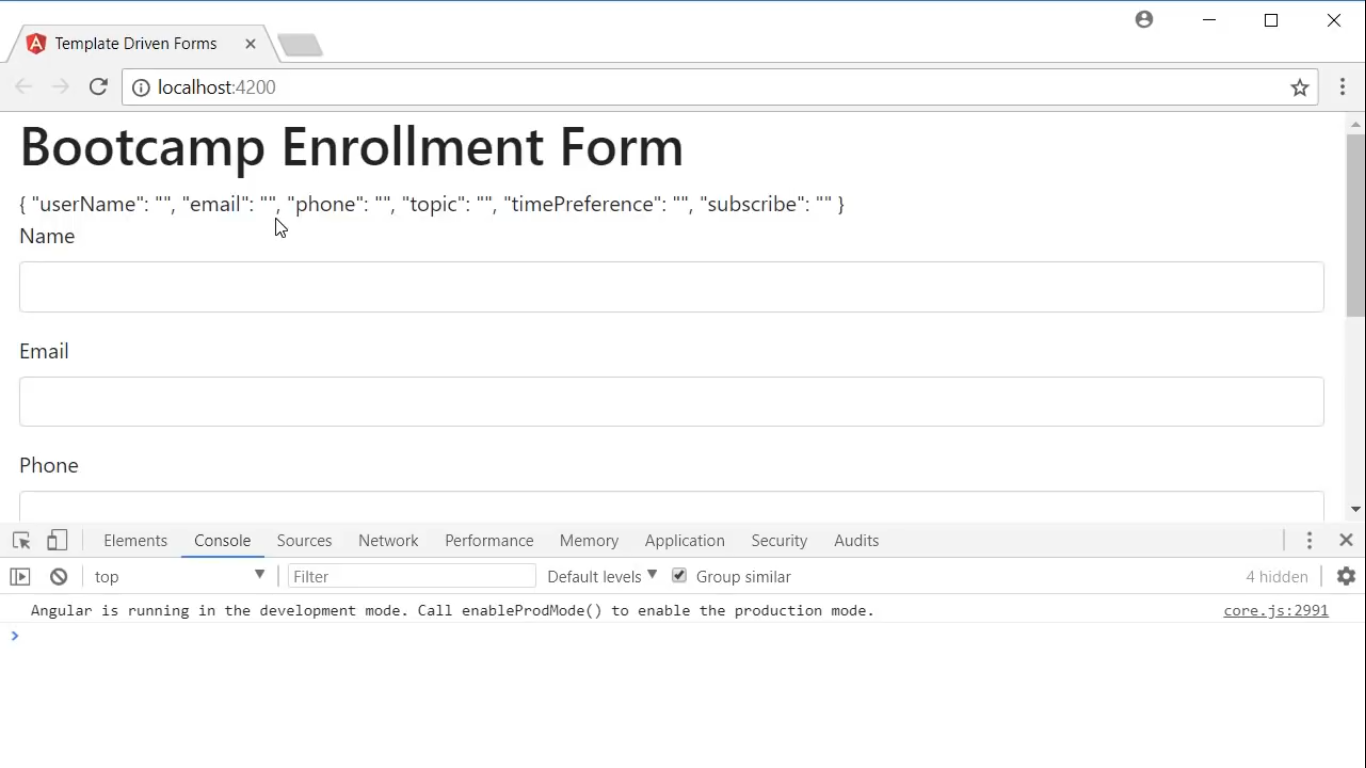 Template Driven Forms
localhost:4200
Bootcamp Enrollment Form
{ "userName": "", "email": "", "phone": "", "topic": "", "timePreference": "", "subscribe": "" }
Name
Email
Phone
Elements Console Sources Network Performance Memory Application Security Audits
top Filter Default levels Group similar 4 hidden
Angular is running in the development mode. Call enableProdMode() to enable the production mode. core.js:2991